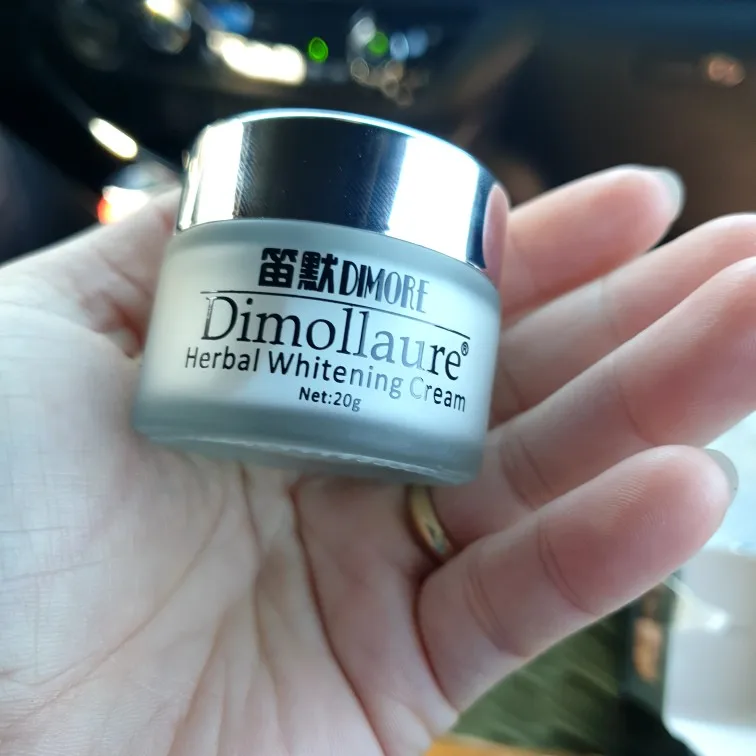 笛默DIMORE
Dimollaure®
Herbal Whitening Cream
Net:20g